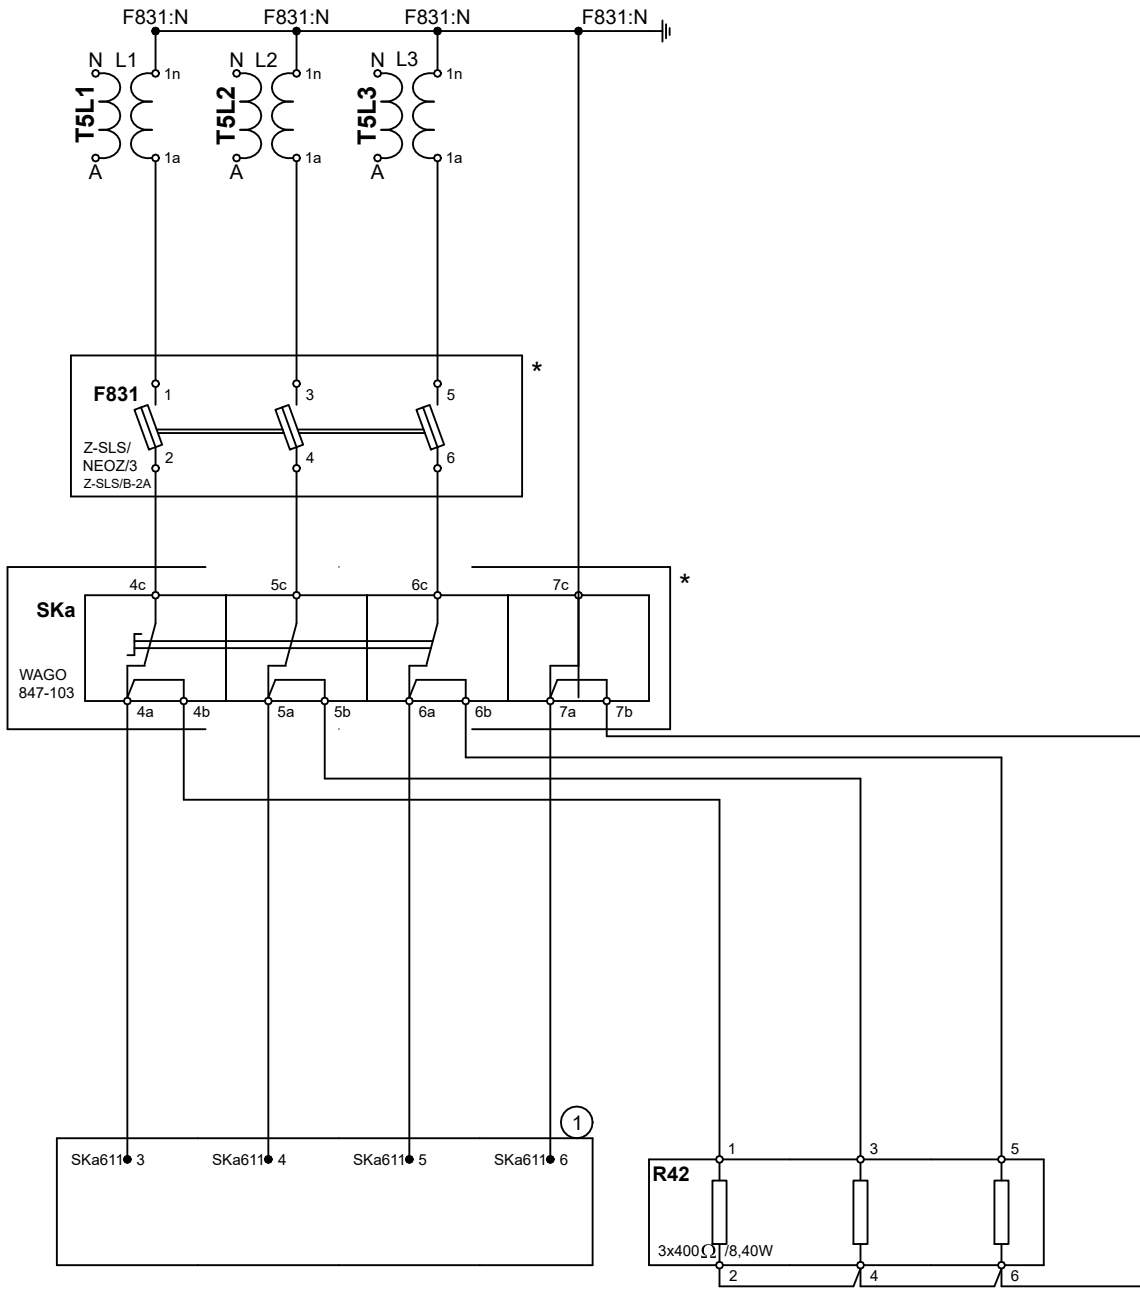 F831:N F831:N F831:N F831:N
N L1 1n N L2 1n N L3 1n
T5L1 T5L2 T5L3
A 1a A 1a A 1a
*
F831 1 3 5
Z-SLS/ 2 4 6
NEOZ/3
Z-SLS/B-2A
4c 5c 6c 7c *
SKa
WAGO
847-103
4a 4b 5a 5b 6a 6b 7a 7b
1
SKa611 3 SKa611 4 SKa611 5 SKa611 6
1 3 5
R42
3x400Ω /8,40W
2 4 6